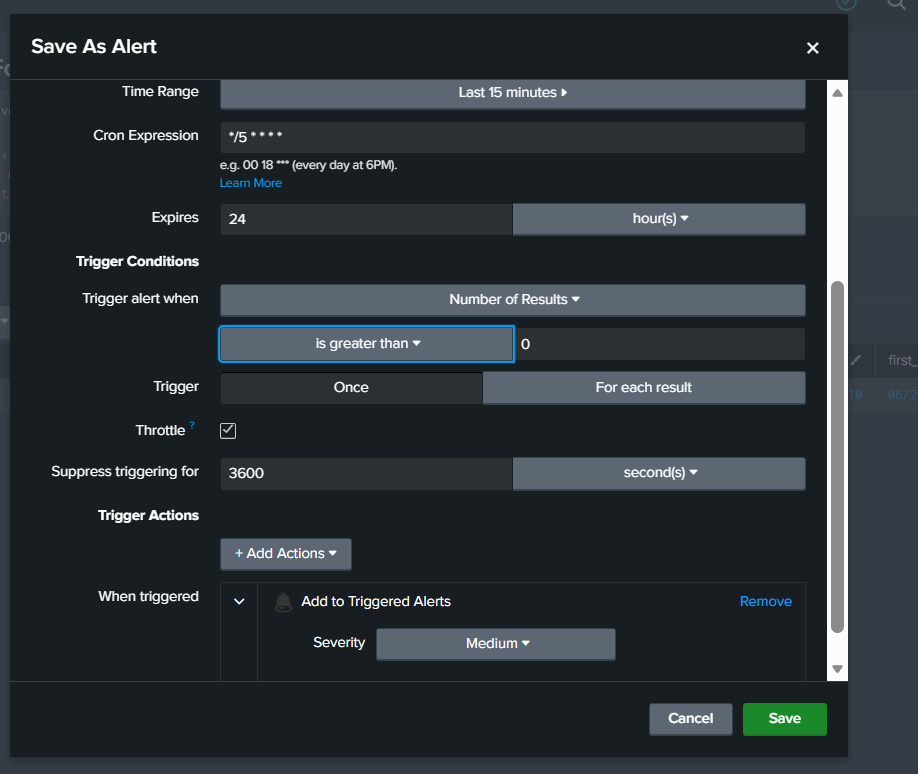 Save As Alert
Time Range Last 15 minutes
Cron Expression */5 * * * *
e.g. 00 18 *** (every day at 6PM).
Learn More
Expires 24 hour(s)
Trigger Conditions
Trigger alert when Number of Results
is greater than 0
first_
Trigger Once For each result
06/2
Throttle ?
Suppress triggering for 3600 second(s)
Trigger Actions
+ Add Actions
When triggered Add to Triggered Alerts Remove
Severity Medium
Cancel Save